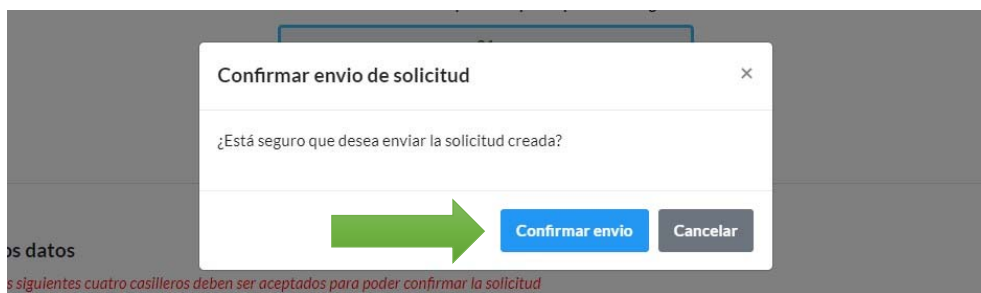 Confirmar envio de solicitud ×
¿Está seguro que desea enviar la solicitud creada?
Confirmar envio Cancelar
os datos
s siguientes cuatro casilleros deben ser aceptados para poder confirmar la solicitud